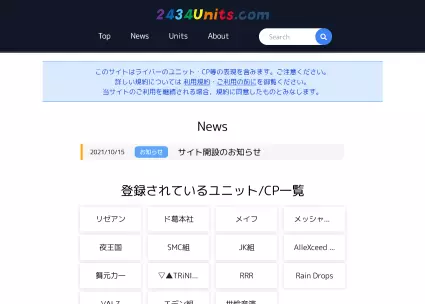 2434Units.com
Top News Units About Search
このサイトはライバーのユニット・CP等の表現を含みます。ご注意ください。
詳しい規約については 利用規約・ご利用の前に を御覧ください。
当サイトのご利用を継続される場合、規約に同意したものとみなします。
News
2021/10/15 お知らせ サイト開設のお知らせ
登録されているユニット/CP一覧
リゼアン ド葛本社 メイフ メッシャ...
夜王国 SMC組 JK組 AlleXceed ...
舞元力一 ▽▲TRiNI... RRR Rain Drops
VALZ エデン組